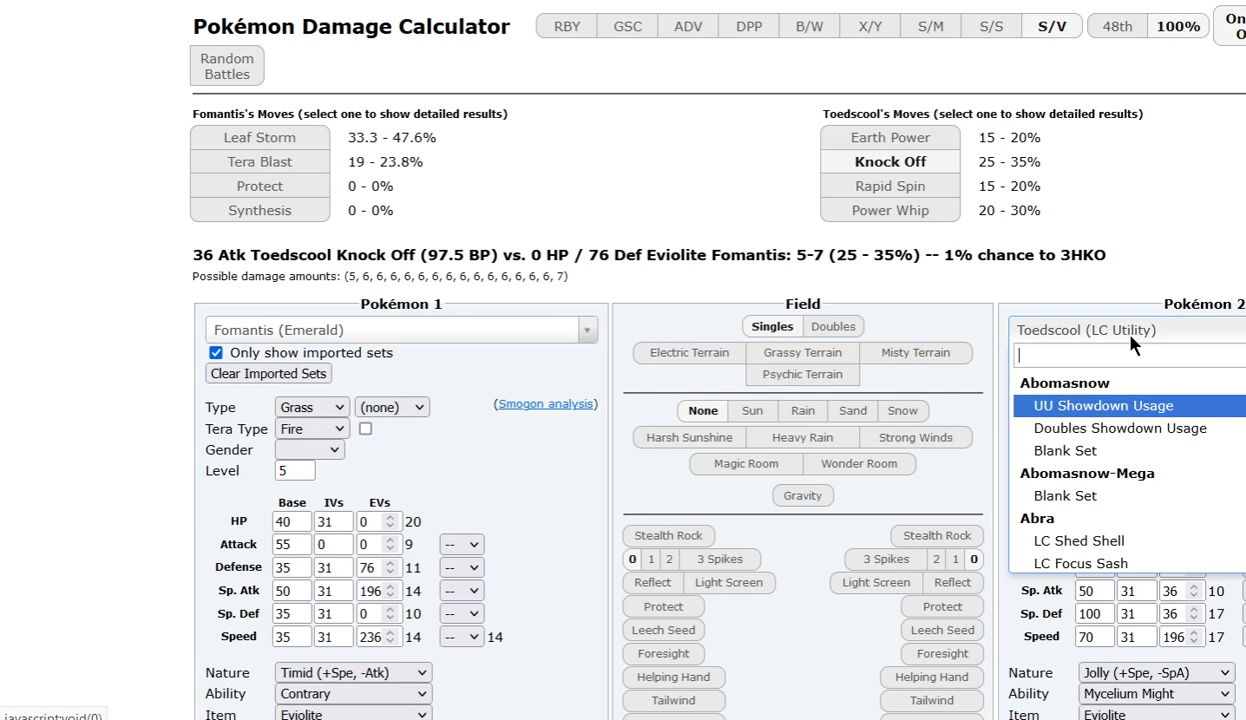 Pokémon Damage Calculator
RBY GSC ADV DPP B/W X/Y S/M S/S S/V 48th 100% On
O
Random
Battles
Fomantis's Moves (select one to show detailed results)
Leaf Storm 33.3 - 47.6%
Tera Blast 19 - 23.8%
Protect 0 - 0%
Synthesis 0 - 0%
Toedscool's Moves (select one to show detailed results)
Earth Power 15 - 20%
Knock Off 25 - 35%
Rapid Spin 15 - 20%
Power Whip 20 - 30%
36 Atk Toedscool Knock Off (97.5 BP) vs. 0 HP / 76 Def Eviolite Fomantis: 5-7 (25 - 35%) -- 1% chance to 3HKO
Possible damage amounts: (5, 6, 6, 6, 6, 6, 6, 6, 6, 6, 6, 6, 6, 6, 6, 7)
Pokémon 1
Fomantis (Emerald)
Only show imported sets
Clear Imported Sets
Type Grass (none) (Smogon analysis)
Tera Type Fire
Gender
Level 5
Base IVs EVs
HP 40 31 0 20
Attack 55 0 0 9 --
Defense 35 31 76 11 --
Sp. Atk 50 31 196 14 --
Sp. Def 35 31 0 10 --
Speed 35 31 236 14 -- 14
Nature Timid (+Spe, -Atk)
Ability Contrary
Item Eviolite
Field
Singles Doubles
Electric Terrain Grassy Terrain Misty Terrain
Psychic Terrain
None Sun Rain Sand Snow
Harsh Sunshine Heavy Rain Strong Winds
Magic Room Wonder Room
Gravity
Stealth Rock Stealth Rock
0 1 2 3 Spikes 3 Spikes 2 1 0
Reflect Light Screen Light Screen Reflect
Protect Protect
Leech Seed Leech Seed
Foresight Foresight
Helping Hand Helping Hand
Tailwind Tailwind
Pokémon 2
Toedscool (LC Utility)
Abomasnow
UU Showdown Usage
Doubles Showdown Usage
Blank Set
Abomasnow-Mega
Blank Set
Abra
LC Shed Shell
LC Focus Sash
Sp. Atk 50 31 36 10
Sp. Def 100 31 36 17
Speed 70 31 196 17
Nature Jolly (+Spe, -SpA)
Ability Mycelium Might
Item Eviolite
javascript:void(0)